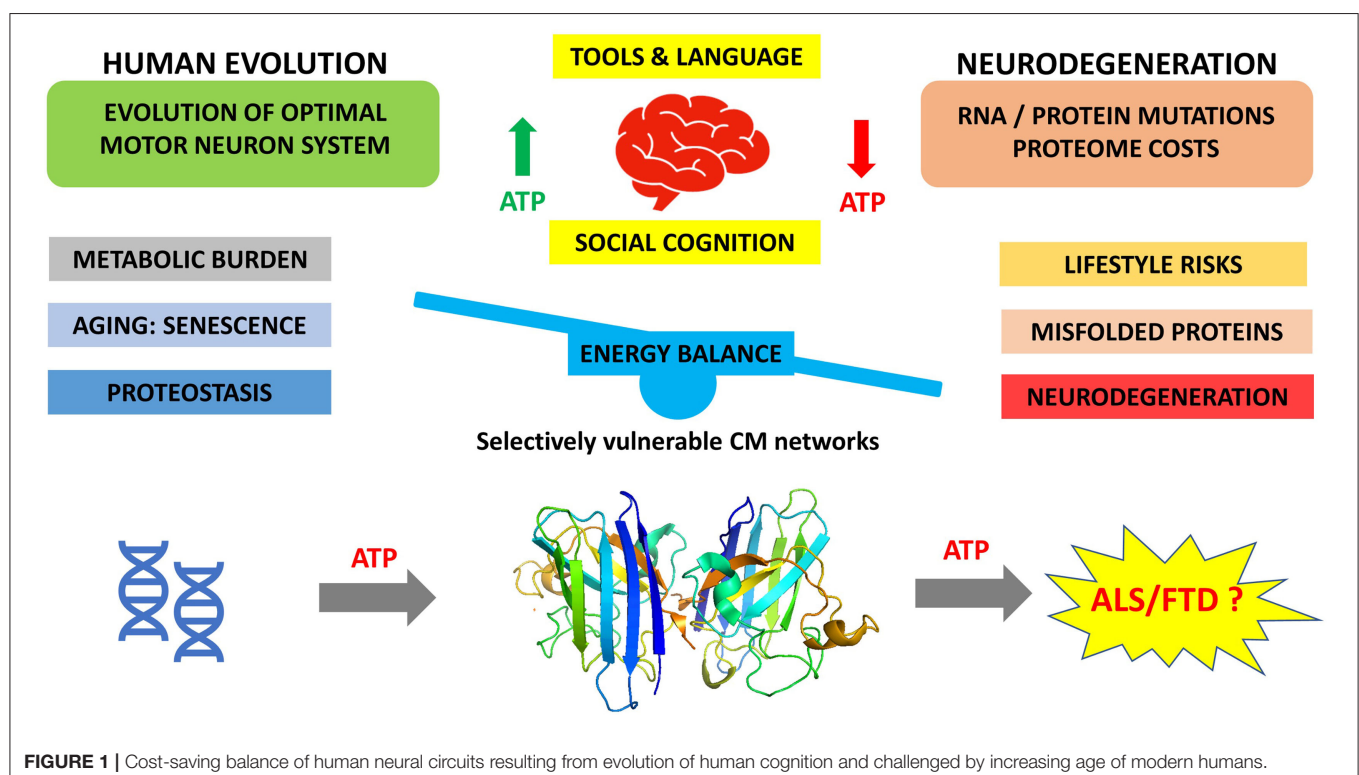 HUMAN EVOLUTION
EVOLUTION OF OPTIMAL
MOTOR NEURON SYSTEM
TOOLS & LANGUAGE
ATP
ATP
SOCIAL COGNITION
NEURODEGENERATION
RNA / PROTEIN MUTATIONS
PROTEOME COSTS
METABOLIC BURDEN
AGING: SENESCENCE
PROTEOSTASIS
ENERGY BALANCE
LIFESTYLE RISKS
MISFOLDED PROTEINS
NEURODEGENERATION
Selectively vulnerable CM networks
ATP
ATP
ALS/FTD ?
FIGURE 1 | Cost-saving balance of human neural circuits resulting from evolution of human cognition and challenged by increasing age of modern humans.